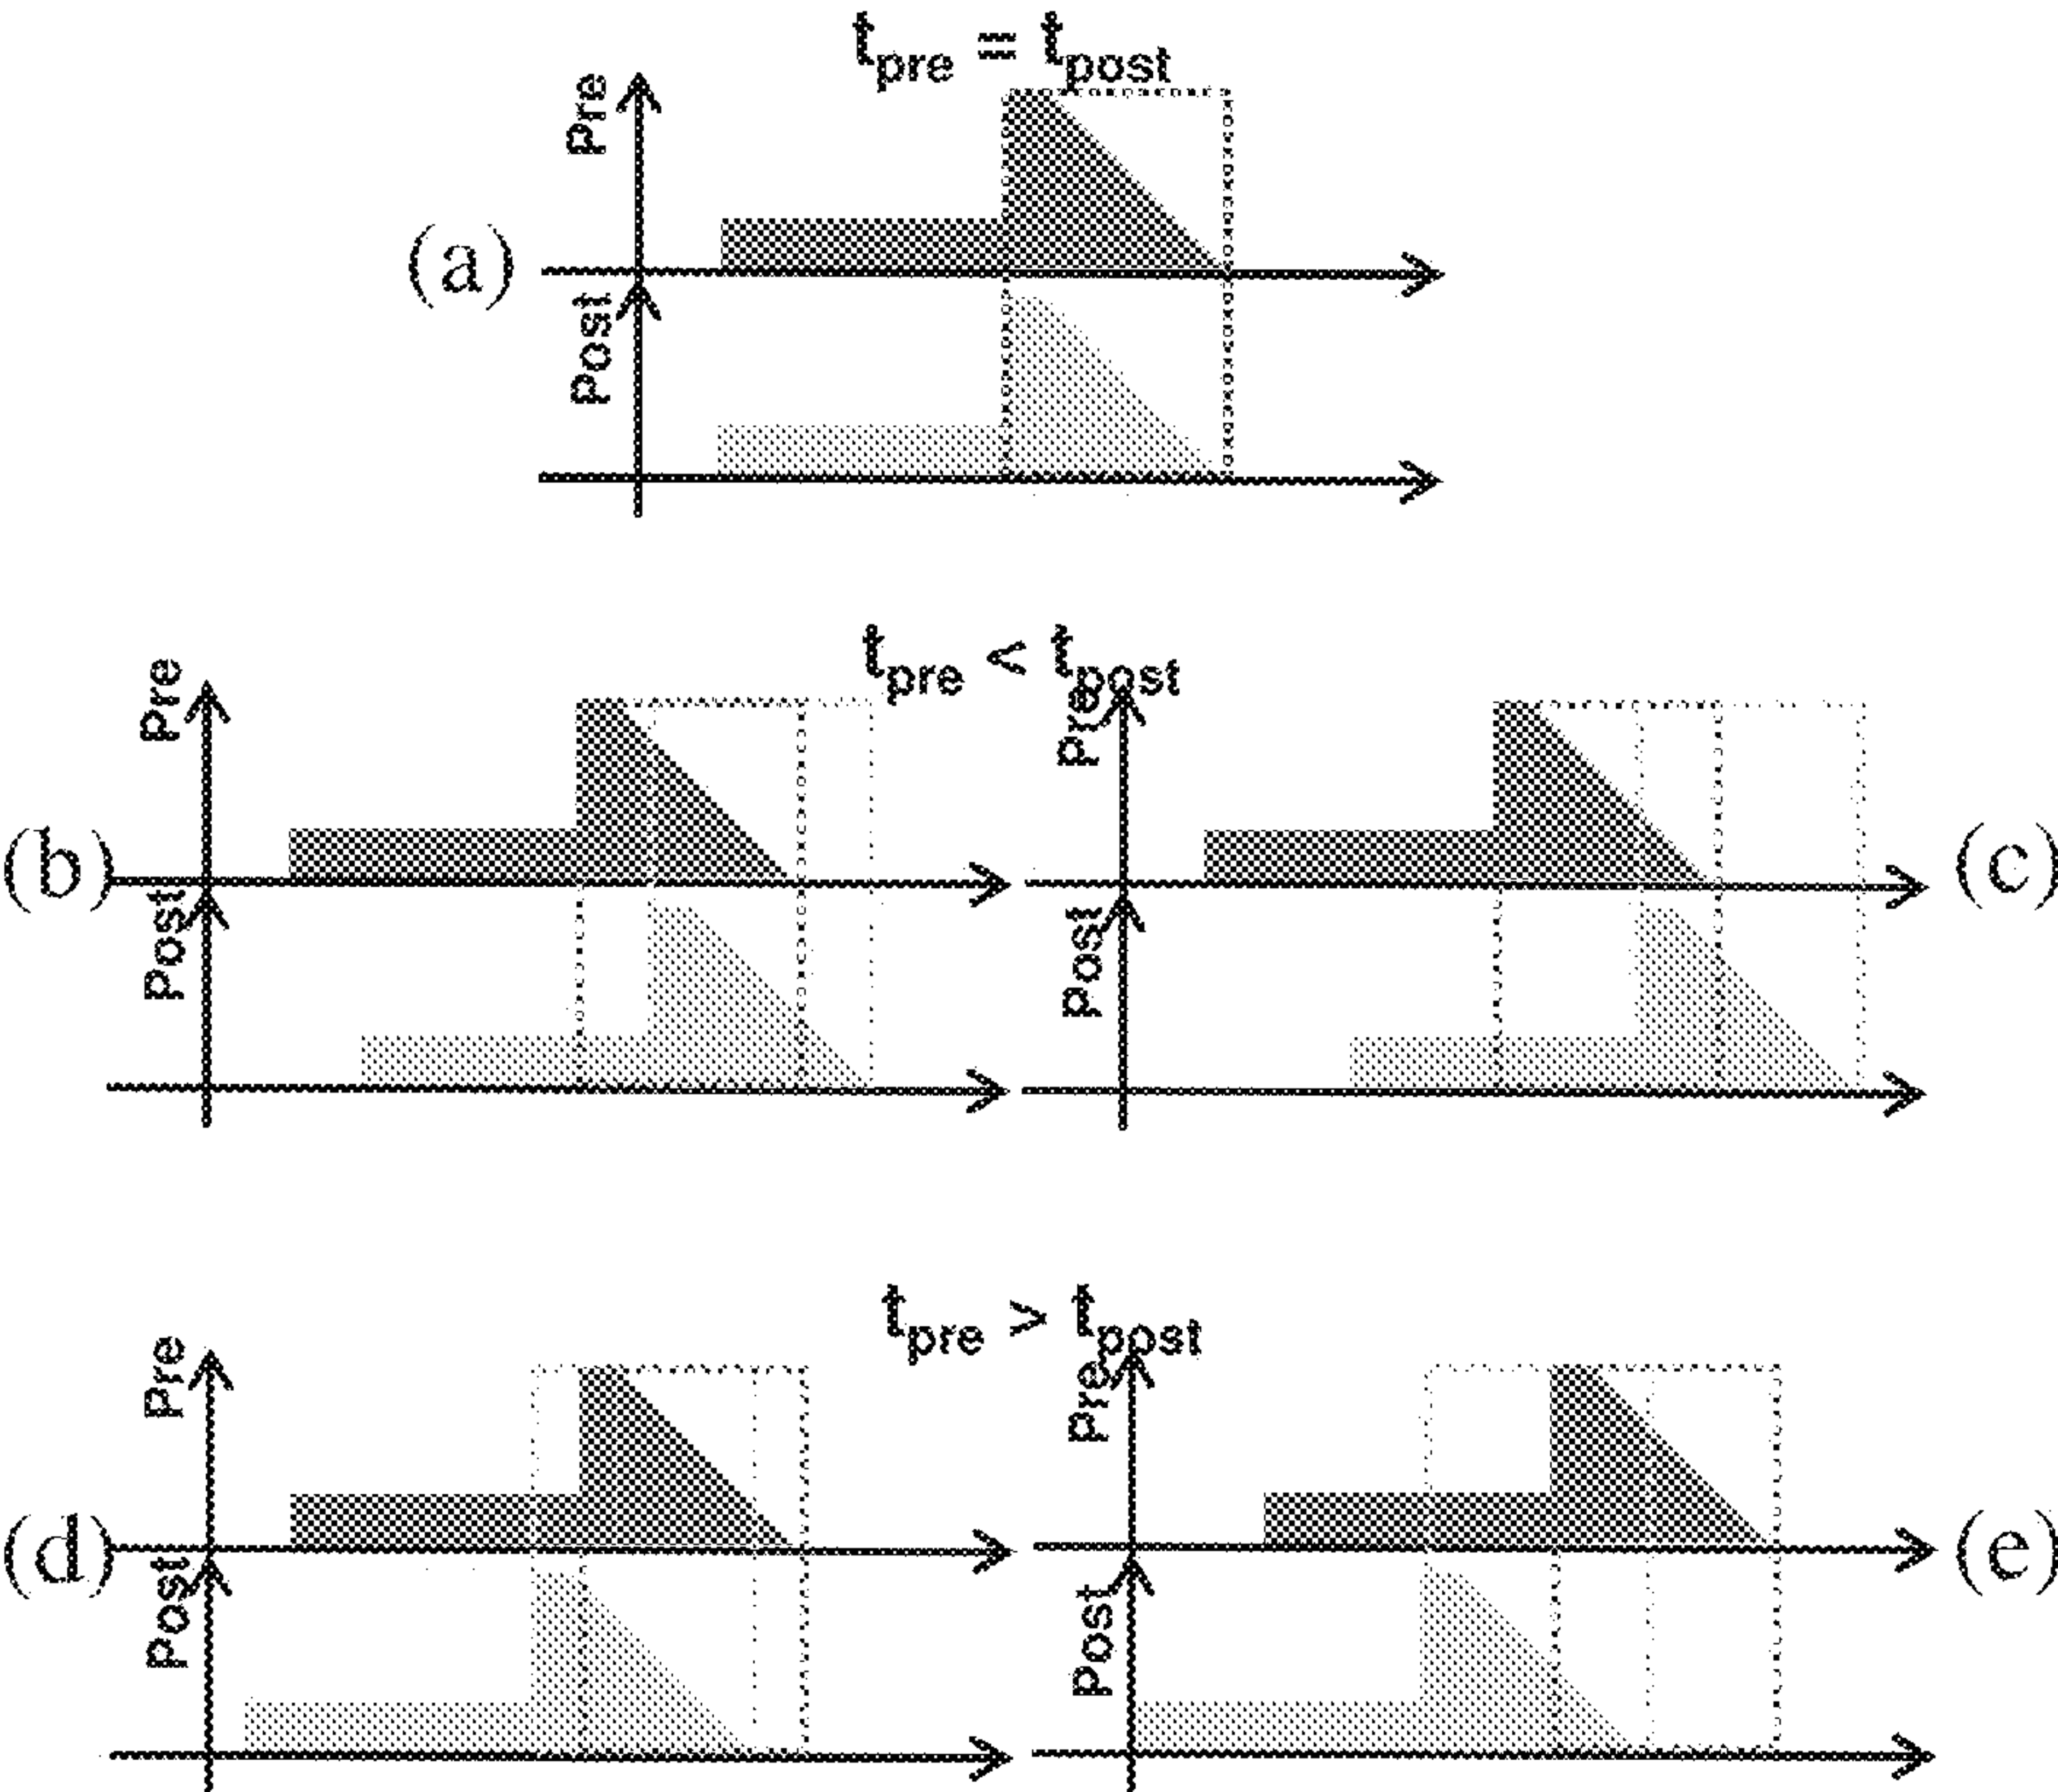 t_pre = t_post
Pre
(a)
Post
t_pre < t_post
Pre
Pre
(b)
(c)
Post
Post
t_pre > t_post
Pre
Pre
(d)
(e)
Post
Post